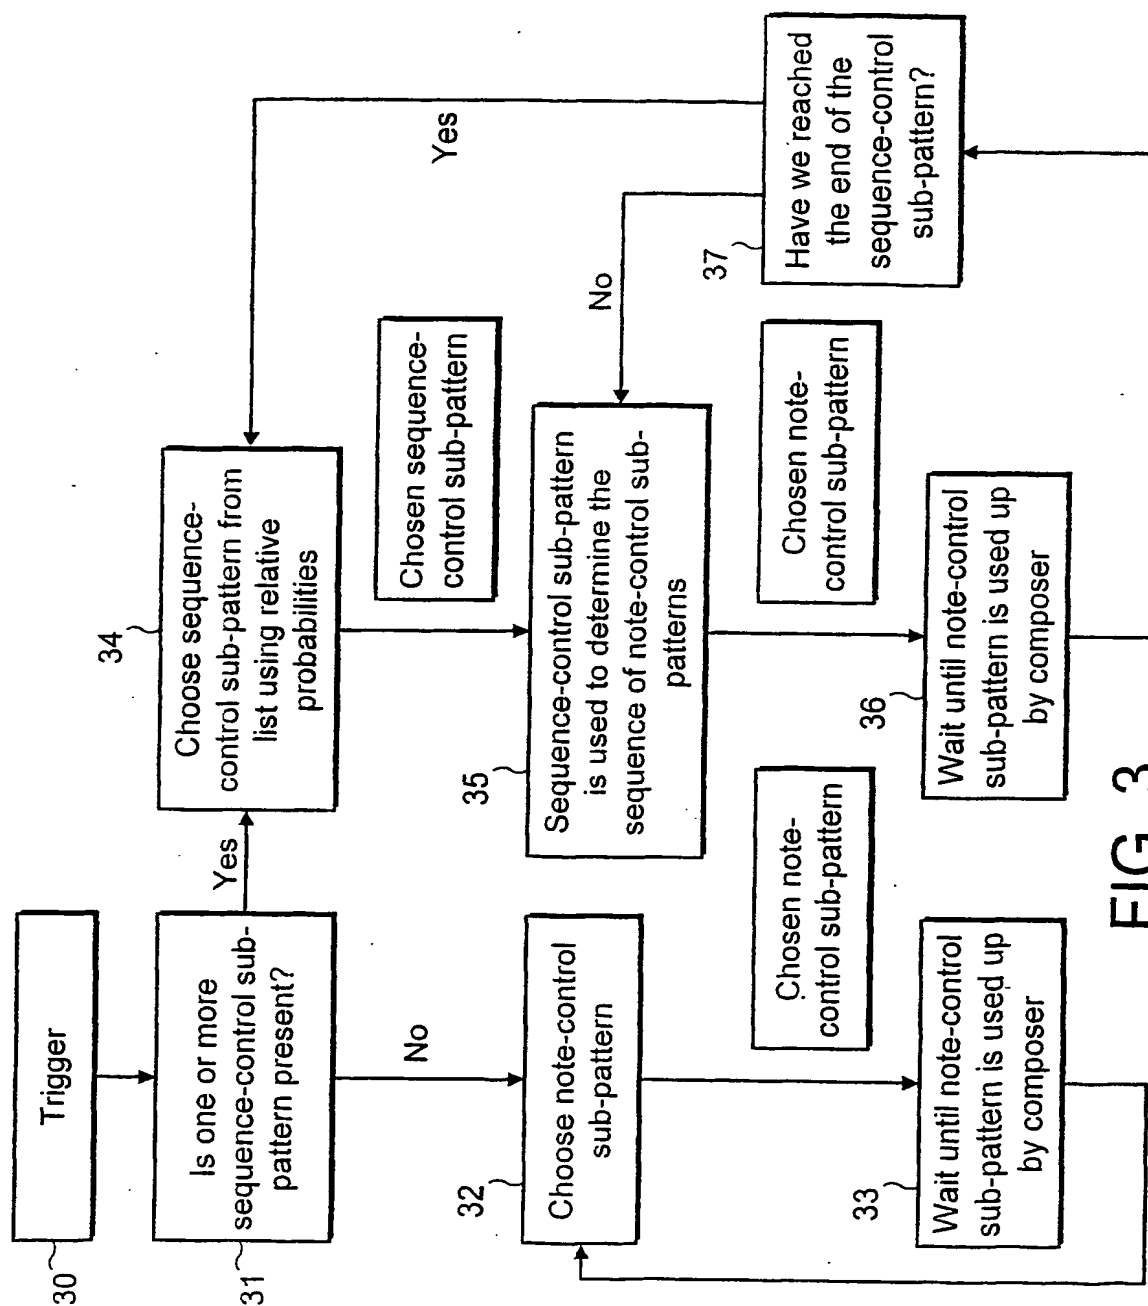 30
Trigger
31
Is one or more
sequence-control sub-
pattern present?
Yes
No
34
Choose sequence-
control sub-pattern from
list using relative
probabilities
Yes
Chosen sequence-
control sub-pattern
32
Choose note-control
sub-pattern
35
Sequence-control sub-pattern
is used to determine the
sequence of note-control sub-
patterns
No
Chosen note-
control sub-pattern
Chosen note-
control sub-pattern
37
Have we reached
the end of the
sequence-control
sub-pattern?
33
Wait until note-control
sub-pattern is used up
by composer
36
Wait until note-control
sub-pattern is used up
by composer
FIG. 3